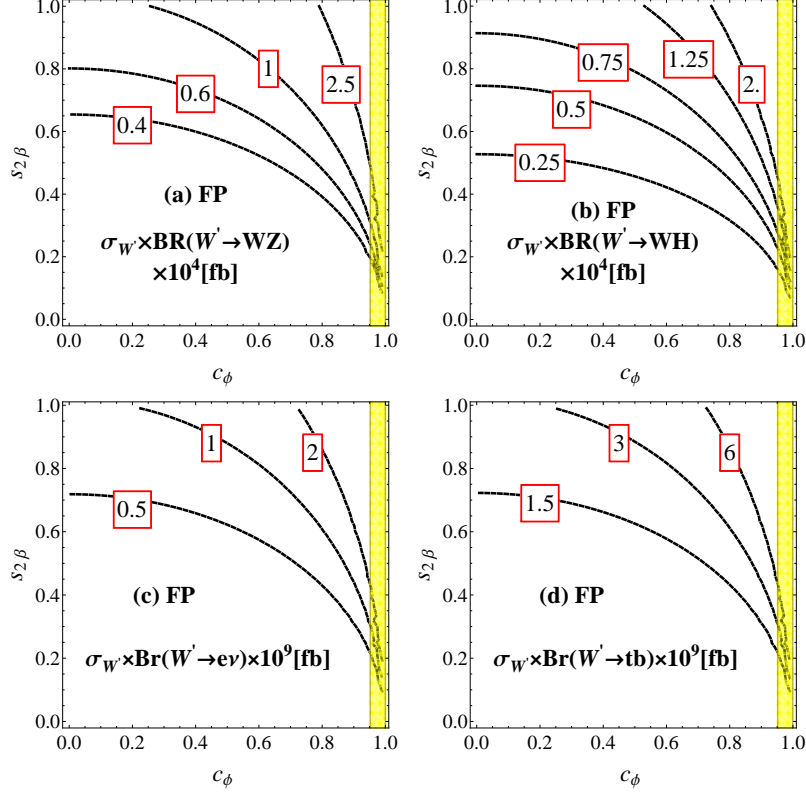 1.0
0.8
0.6
0.4
0.2
0.0
s2β
1
2.5
0.6
0.4
(a) FP
σW'×BR(W'→WZ)
×10⁴[fb]
0.0 0.2 0.4 0.6 0.8 1.0
cϕ
1.0
0.8
0.6
0.4
0.2
0.0
s2β
0.75
1.25
2.
0.5
0.25
(b) FP
σW'×BR(W'→WH)
×10⁴[fb]
0.0 0.2 0.4 0.6 0.8 1.0
cϕ
1.0
0.8
0.6
0.4
0.2
0.0
s2β
1
2
0.5
(c) FP
σW'×Br(W'→eν)×10⁹[fb]
0.0 0.2 0.4 0.6 0.8 1.0
cϕ
1.0
0.8
0.6
0.4
0.2
0.0
s2β
3
6
1.5
(d) FP
σW'×Br(W'→tb)×10⁹[fb]
0.0 0.2 0.4 0.6 0.8 1.0
cϕ